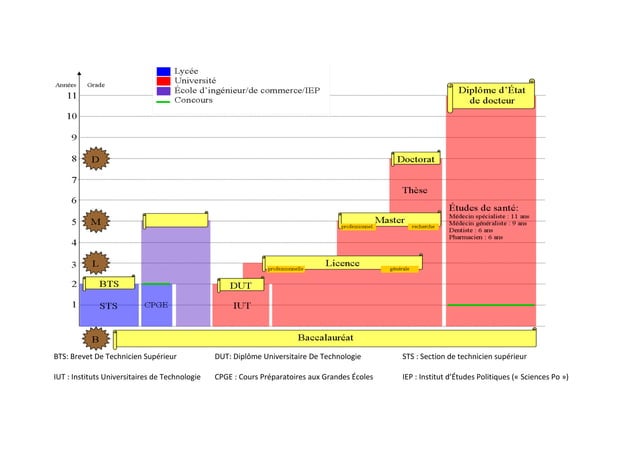 Lycée
Université
École d'ingénieur/de commerce/IEP
Concours
Années
Grade
11
10
9
8
7
6
5
4
3
2
1
D
M
L
B
Diplôme d'État
de docteur
Doctorat
Thèse
Études de santé:
Médecin spécialiste : 11 ans
Médecin généraliste : 9 ans
Dentiste : 6 ans
Pharmacien : 6 ans
Master
professionnel
recherche
Licence
professionnelle
générale
BTS
DUT
STS
CPGE
IUT
Baccalauréat
BTS: Brevet De Technicien Supérieur
DUT: Diplôme Universitaire De Technologie
STS : Section de technicien supérieur
IUT : Instituts Universitaires de Technologie
CPGE : Cours Préparatoires aux Grandes Écoles
IEP : Institut d'Études Politiques (« Sciences Po »)